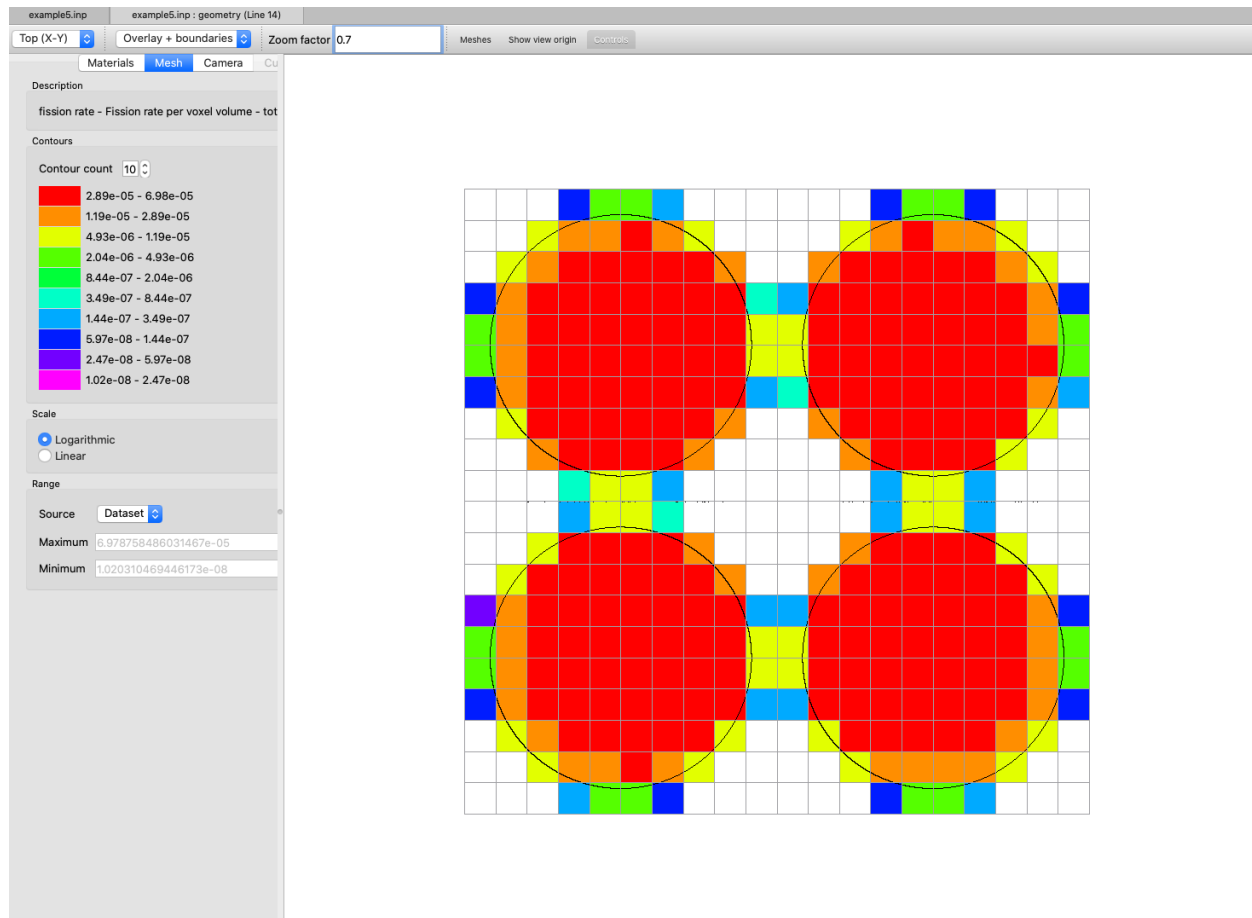 example5.inp
example5.inp : geometry (Line 14)
Top (X-Y) Overlay + boundaries Zoom factor 0.7 Meshes Show view origin Controls
Materials Mesh Camera Cu
Description
fission rate - Fission rate per voxel volume - tot
Contours
Contour count 10
2.89e-05 - 6.98e-05
1.19e-05 - 2.89e-05
4.93e-06 - 1.19e-05
2.04e-06 - 4.93e-06
8.44e-07 - 2.04e-06
3.49e-07 - 8.44e-07
1.44e-07 - 3.49e-07
5.97e-08 - 1.44e-07
2.47e-08 - 5.97e-08
1.02e-08 - 2.47e-08
Scale
Logarithmic
Linear
Range
Source Dataset
Maximum 6.978758486031467e-05
Minimum 1.020310469446173e-08